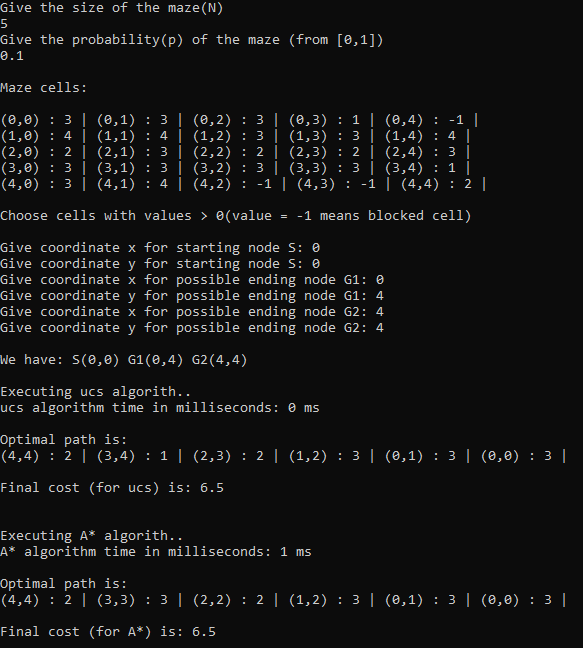 Give the size of the maze(N)
5
Give the probability(p) of the maze (from [0,1])
0.1
Maze cells:
(0,0) : 3 | (0,1) : 3 | (0,2) : 3 | (0,3) : 1 | (0,4) : -1 |
(1,0) : 4 | (1,1) : 4 | (1,2) : 3 | (1,3) : 3 | (1,4) : 4 |
(2,0) : 2 | (2,1) : 3 | (2,2) : 2 | (2,3) : 2 | (2,4) : 3 |
(3,0) : 3 | (3,1) : 3 | (3,2) : 3 | (3,3) : 3 | (3,4) : 1 |
(4,0) : 3 | (4,1) : 4 | (4,2) : -1 | (4,3) : -1 | (4,4) : 2 |
Choose cells with values > 0(value = -1 means blocked cell)
Give coordinate x for starting node S: 0
Give coordinate y for starting node S: 0
Give coordinate x for possible ending node G1: 0
Give coordinate y for possible ending node G1: 4
Give coordinate x for possible ending node G2: 4
Give coordinate y for possible ending node G2: 4
We have: S(0,0) G1(0,4) G2(4,4)
Executing ucs algorith..
ucs algorithm time in milliseconds: 0 ms
Optimal path is:
(4,4) : 2 | (3,4) : 1 | (2,3) : 2 | (1,2) : 3 | (0,1) : 3 | (0,0) : 3 |
Final cost (for ucs) is: 6.5
Executing A* algorith..
A* algorithm time in milliseconds: 1 ms
Optimal path is:
(4,4) : 2 | (3,3) : 3 | (2,2) : 2 | (1,2) : 3 | (0,1) : 3 | (0,0) : 3 |
Final cost (for A*) is: 6.5